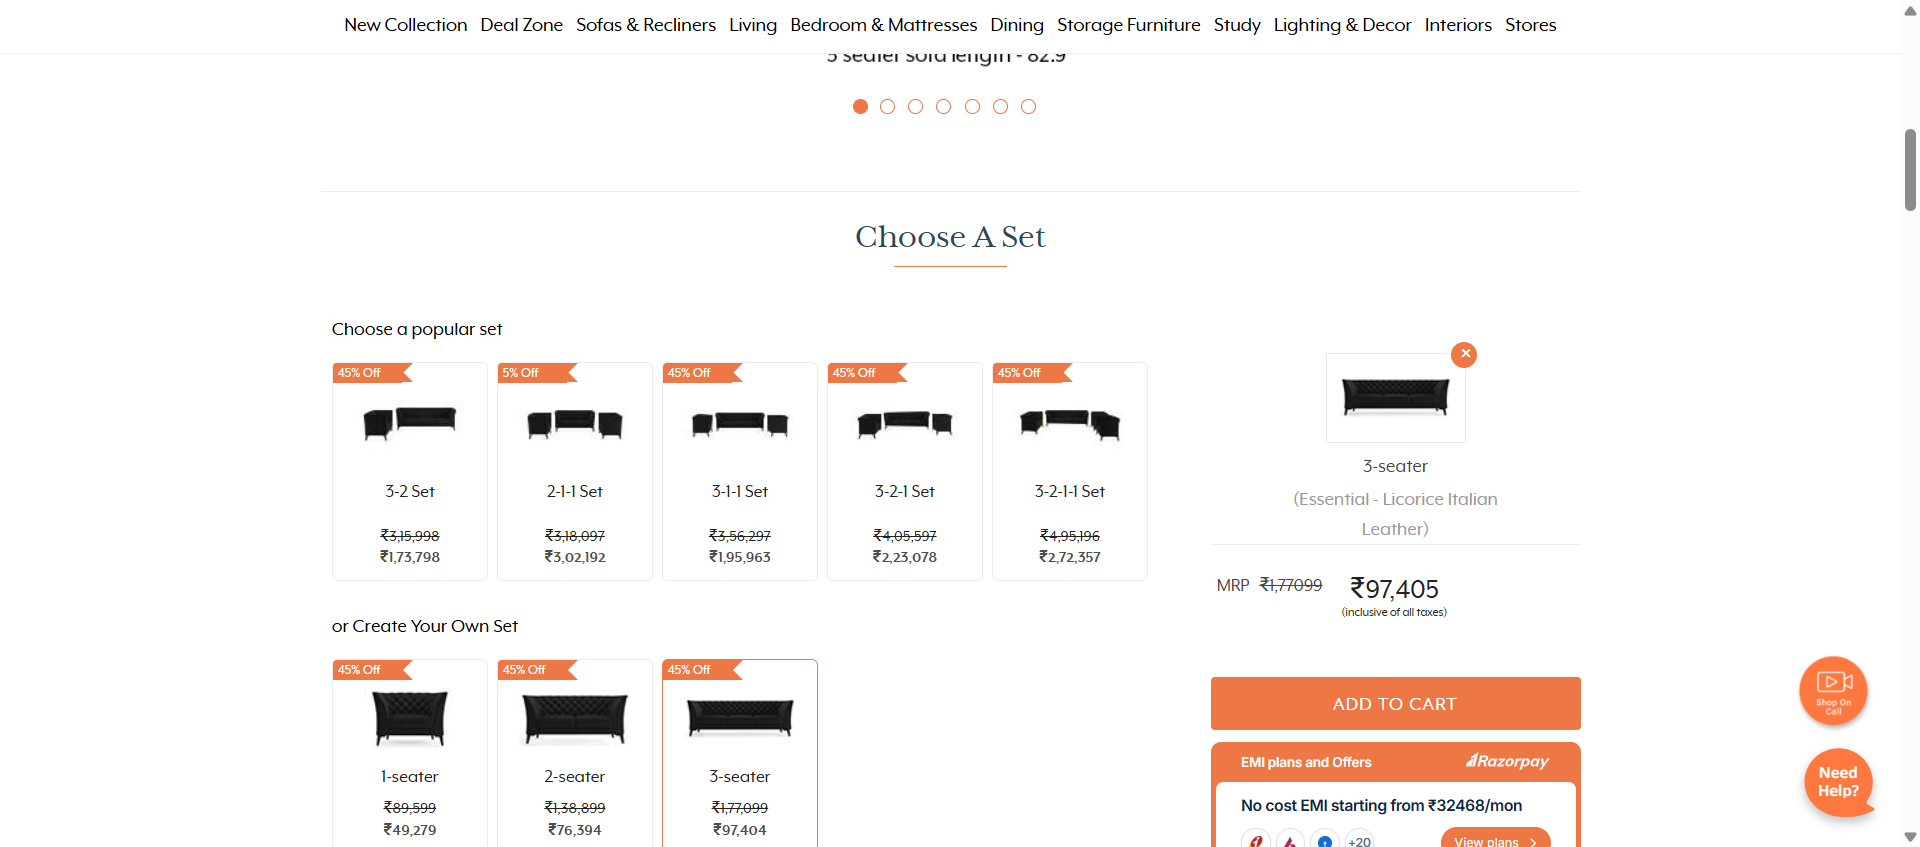 New Collection Deal Zone Sofas & Recliners Living Bedroom & Mattresses Dining Storage Furniture Study Lighting & Decor Interiors Stores
3 seater sofa length - 82.9
Choose A Set
Choose a popular set
45% Off
3-2 Set
₹3,15,998
₹1,73,798
5% Off
2-1-1 Set
₹3,18,097
₹3,02,192
45% Off
3-1-1 Set
₹3,56,297
₹1,95,963
45% Off
3-2-1 Set
₹4,05,597
₹2,23,078
45% Off
3-2-1-1 Set
₹4,95,196
₹2,72,357
or Create Your Own Set
45% Off
1-seater
₹89,599
₹49,279
45% Off
2-seater
₹1,38,899
₹76,394
45% Off
3-seater
₹1,77,099
₹97,404
3-seater
(Essential - Licorice Italian
Leather)
MRP ₹1,77099 ₹97,405
(inclusive of all taxes)
ADD TO CART
EMI plans and Offers Razorpay
No cost EMI starting from ₹32468/mon
+20 View plans
Shop On
Call
Need
Help?